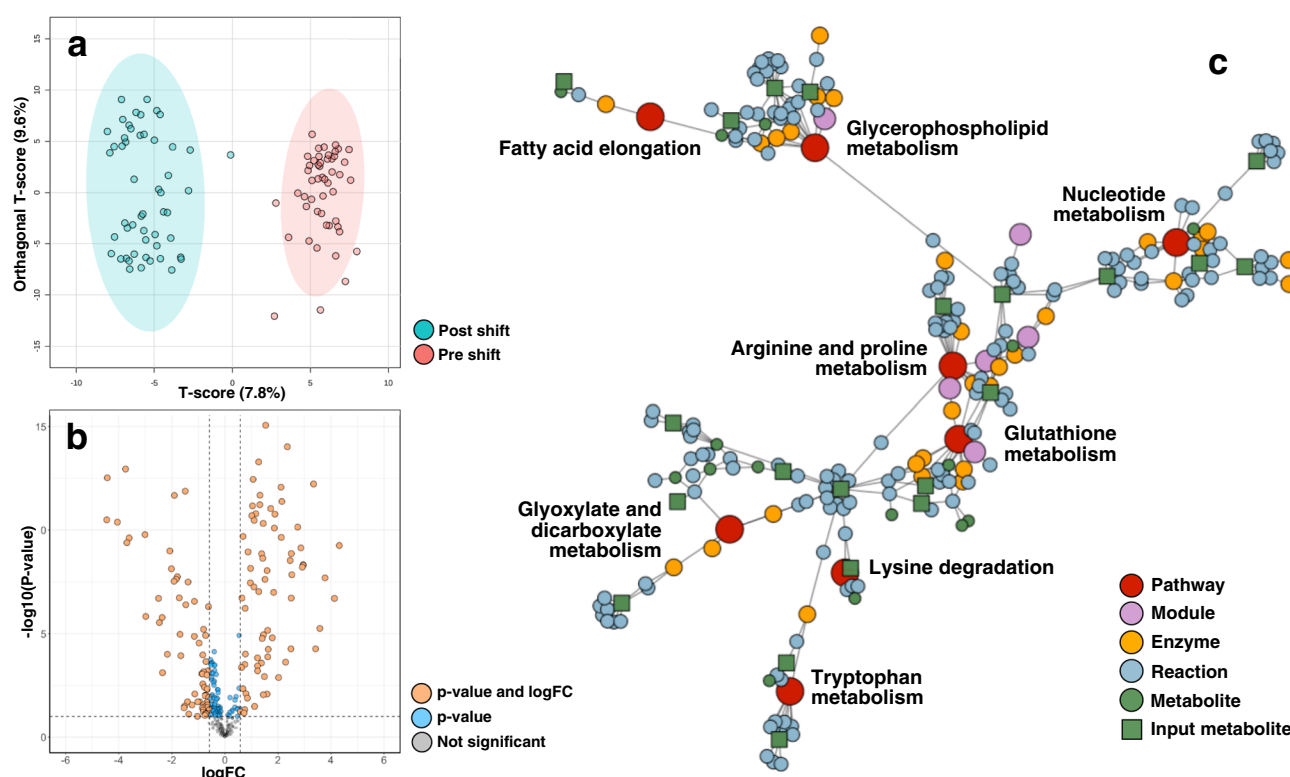 a
15
10
5
0
-5
-10
-15
Orthagonal T-score (9.6%)
-10
-5
0
5
10
T-score (7.8%)
Post shift
Pre shift
b
15
0
5
0
-log10(P-value)
-6
-4
-2
0
2
4
6
logFC
p-value and logFC
p-value
Not significant
c
Fatty acid elongation
Glycerophospholipid
metabolism
Nucleotide
metabolism
Arginine and proline
metabolism
Glutathione
metabolism
Glyoxylate and
dicarboxylate
metabolism
Lysine degradation
Tryptophan
metabolism
Pathway
Module
Enzyme
Reaction
Metabolite
Input metabolite